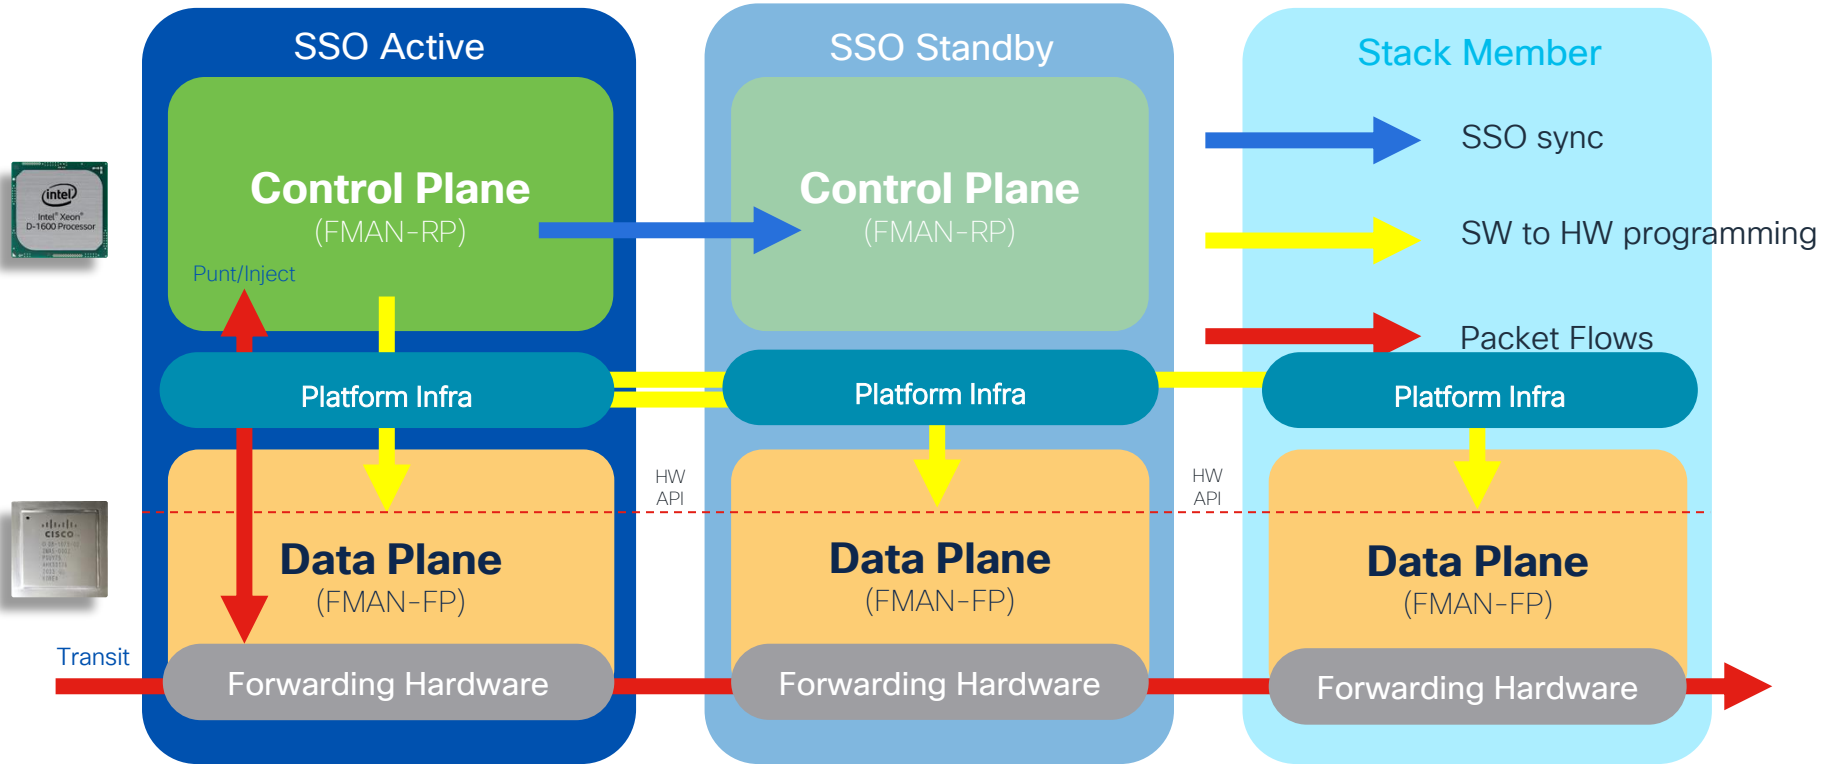 SSO Active
SSO Standby
Stack Member
Control Plane
(FMAN-RP)
Punt/Inject
Control Plane
(FMAN-RP)
SSO sync
SW to HW programming
Packet Flows
intel
Intel® Xeon®
D-1600 Processor
Platform Infra
Platform Infra
Platform Infra
HW
API
HW
API
CISCO
Data Plane
(FMAN-FP)
Data Plane
(FMAN-FP)
Data Plane
(FMAN-FP)
Transit
Forwarding Hardware
Forwarding Hardware
Forwarding Hardware